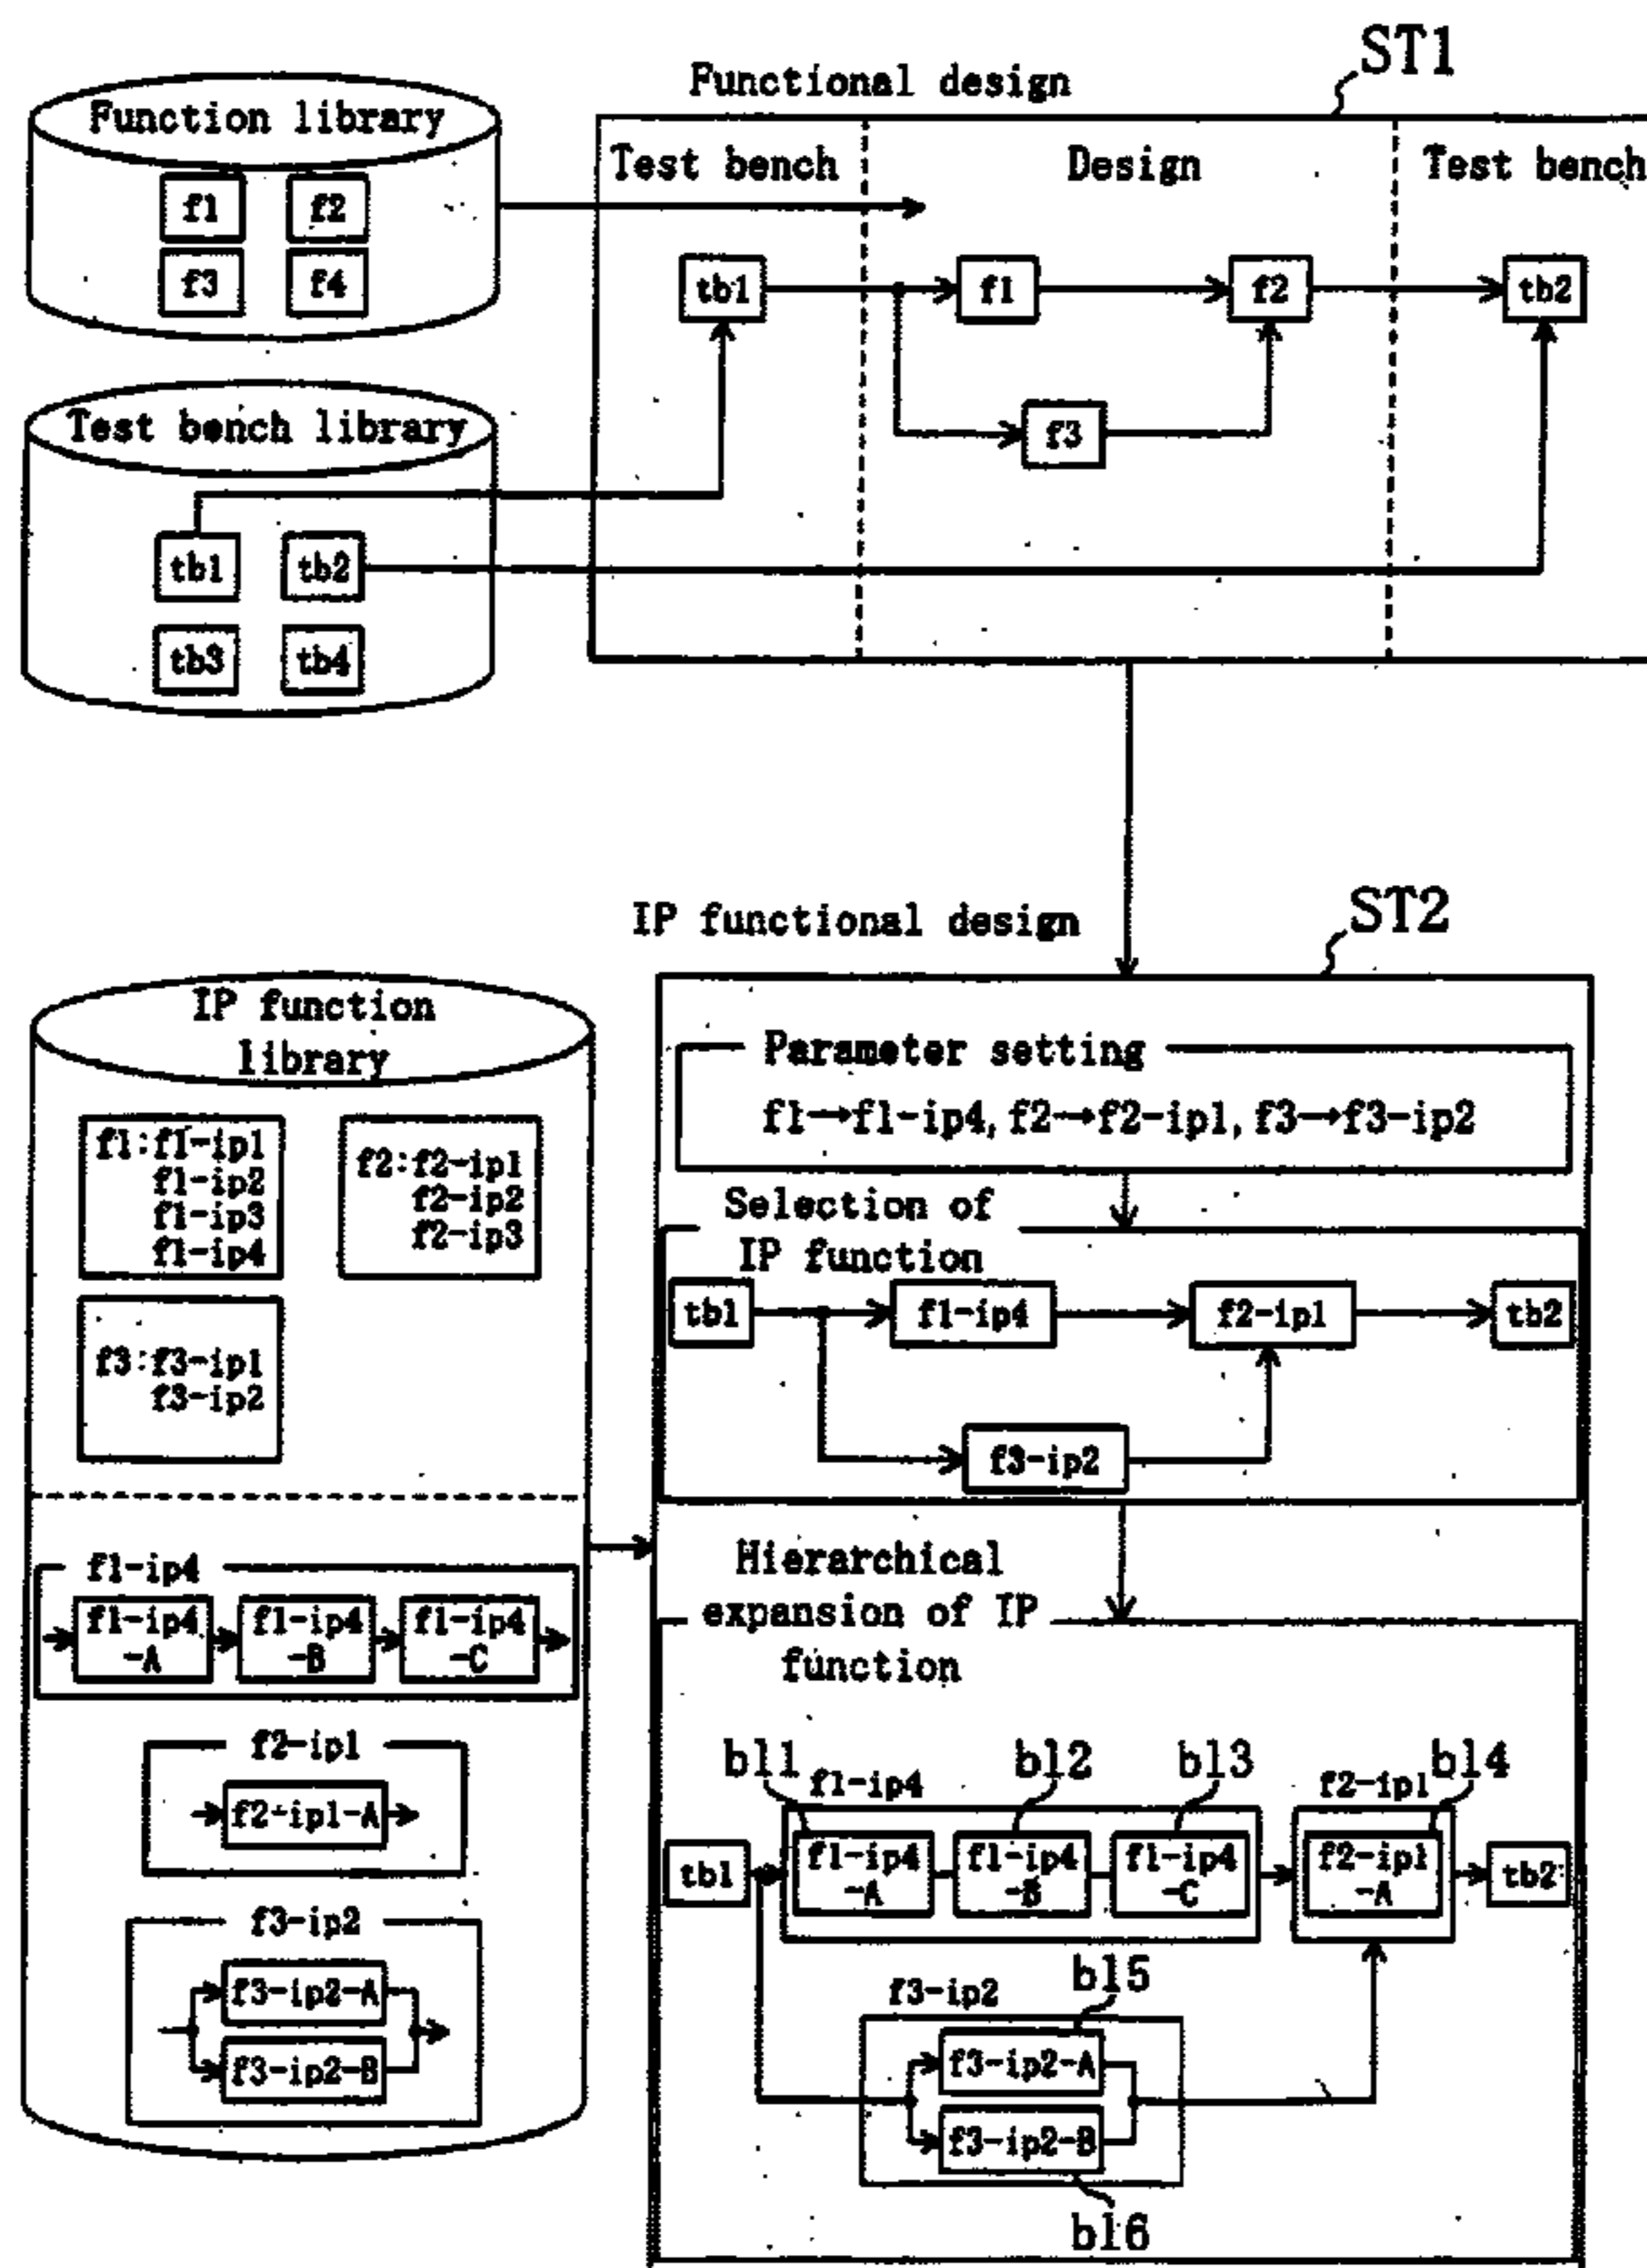 ST1
Functional design
Function library
f1 f2
f3 f4
Test bench Design Test bench
tb1 f1 f2 tb2
f3
Test bench library
tb1 tb2
tb3 tb4
ST2
IP functional design
IP function
library
f1:f1-ip1
f1-ip2
f1-ip3
f1-ip4
f2:f2-ip1
f2-ip2
f2-ip3
f3:f3-ip1
f3-ip2
f1-ip4
f1-ip4
-A
f1-ip4
-B
f1-ip4
-C
f2-ip1
f2-ip1-A
f3-ip2
f3-ip2-A
f3-ip2-B
Parameter setting
f1→f1-ip4, f2→f2-ip1, f3→f3-ip2
Selection of
IP function
tb1 f1-ip4 f2-ip1 tb2
f3-ip2
Hierarchical
expansion of IP
function
bl1 f1-ip4 bl2 bl3 f2-ip1 bl4
tb1
f1-ip4
-A
f1-ip4
-B
f1-ip4
-C
f2-ip1
-A
tb2
f3-ip2 bl5
f3-ip2-A
f3-ip2-B
bl6